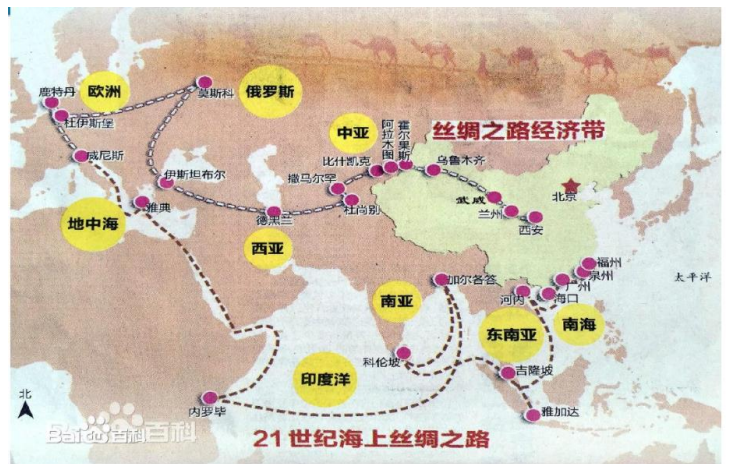 鹿特丹
欧洲
莫斯科
俄罗斯
杜伊斯堡
中亚
阿拉木图
霍尔果斯
丝绸之路经济带
威尼斯
比什凯克
乌鲁木齐
伊斯坦布尔
撒马尔罕
武威
北京
地中海
雅典
德黑兰
杜尚别
兰州
西安
西亚
福州
泉州
广州
海口
太平洋
加尔各答
河内
南亚
东南亚
南海
科伦坡
吉隆坡
印度洋
北
内罗毕
雅加达
21世纪海上丝绸之路
Baidu百科
百科